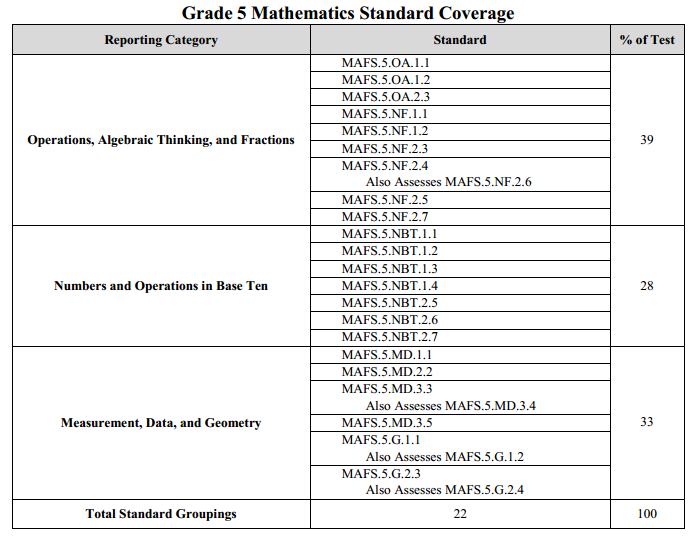 Grade 5 Mathematics Standard Coverage
Reporting Category Standard % of Test
Operations, Algebraic Thinking, and Fractions
MAFS.5.OA.1.1
MAFS.5.OA.1.2
MAFS.5.OA.2.3
MAFS.5.NF.1.1
MAFS.5.NF.1.2
MAFS.5.NF.2.3
MAFS.5.NF.2.4
Also Assesses MAFS.5.NF.2.6
MAFS.5.NF.2.5
MAFS.5.NF.2.7
39
Numbers and Operations in Base Ten
MAFS.5.NBT.1.1
MAFS.5.NBT.1.2
MAFS.5.NBT.1.3
MAFS.5.NBT.1.4
MAFS.5.NBT.2.5
MAFS.5.NBT.2.6
MAFS.5.NBT.2.7
28
Measurement, Data, and Geometry
MAFS.5.MD.1.1
MAFS.5.MD.2.2
MAFS.5.MD.3.3
Also Assesses MAFS.5.MD.3.4
MAFS.5.MD.3.5
MAFS.5.G.1.1
Also Assesses MAFS.5.G.1.2
MAFS.5.G.2.3
Also Assesses MAFS.5.G.2.4
33
Total Standard Groupings 22 100